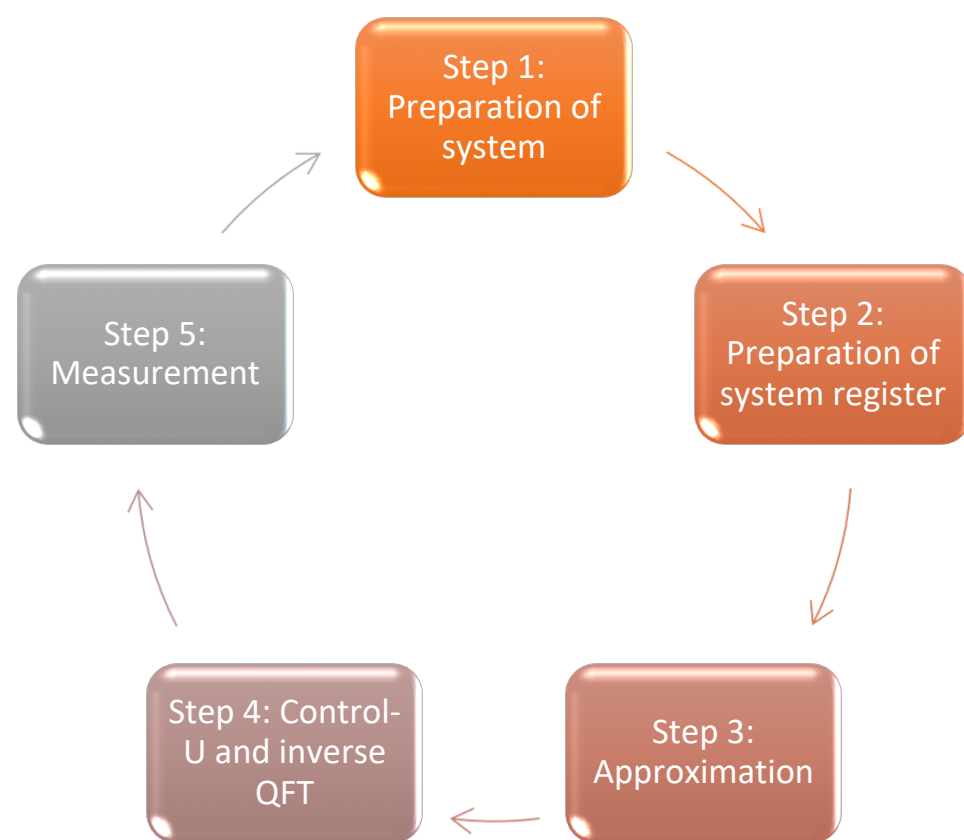 Step 1:
Preparation of
system
Step 2:
Preparation of
system register
Step 3:
Approximation
Step 4: Control-
U and inverse
QFT
Step 5:
Measurement